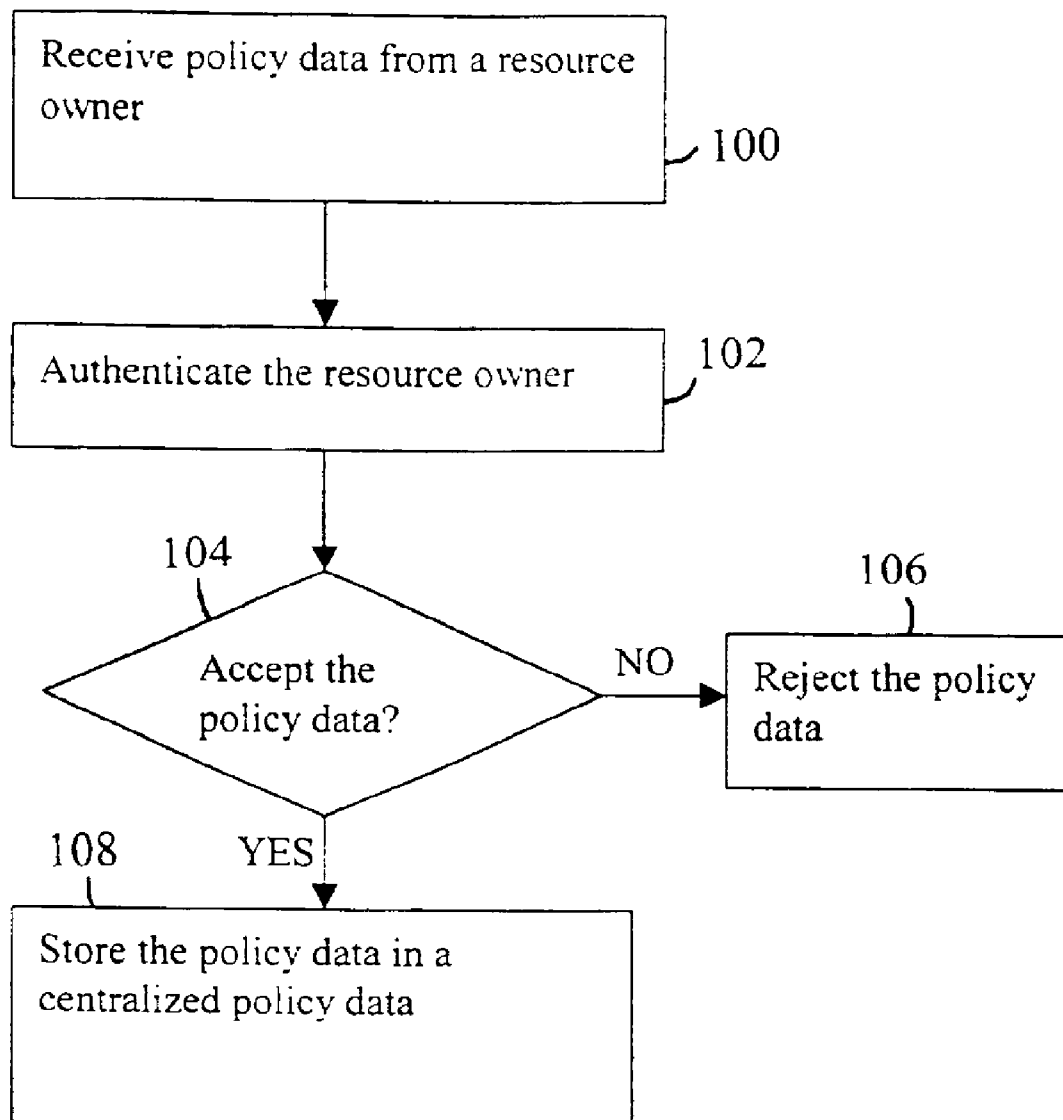 Receive policy data from a resource
owner
100
Authenticate the resource owner
102
104
Accept the
policy data?
NO
106
Reject the policy
data
YES
108
Store the policy data in a
centralized policy data